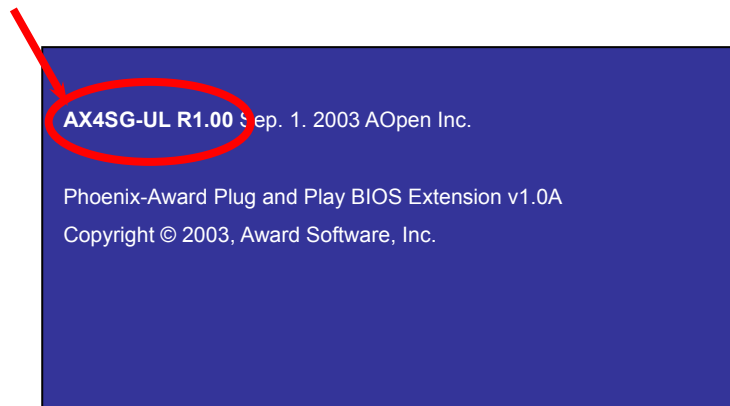 AX4SG-UL R1.00 Sep. 1. 2003 AOpen Inc.
Phoenix-Award Plug and Play BIOS Extension v1.0A
Copyright © 2003, Award Software, Inc.